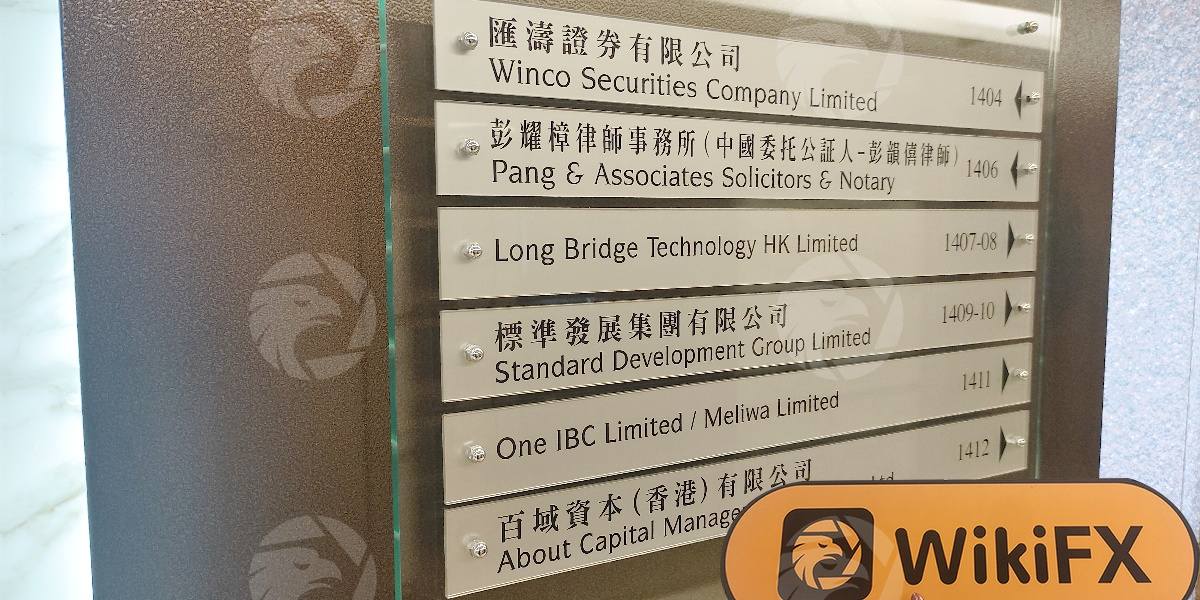 匯濤證券有限公司
Winco Securities Company Limited 1404
彭耀樟律師事務所(中國委托公証人-彭韻僖律師)
Pang & Associates Solicitors & Notary 1406
Long Bridge Technology HK Limited 1407-08
標準發展集團有限公司
Standard Development Group Limited 1409-10
One IBC Limited / Meliwa Limited 1411
百域資本(香港)有限公司
About Capital 1412
WikiFX